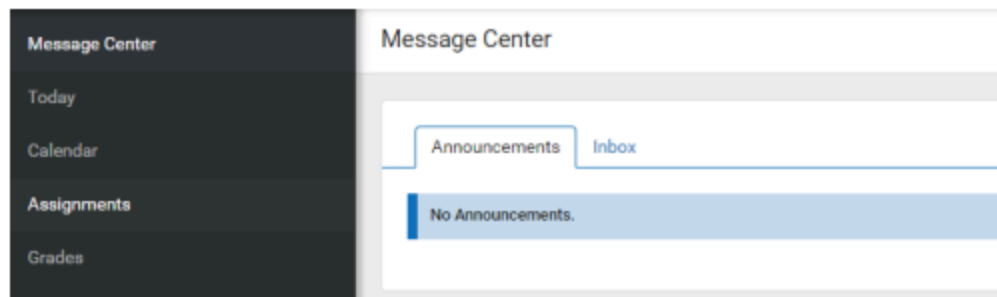 Message Center
Today
Calendar
Assignments
Grades
Message Center
Announcements Inbox
No Announcements.